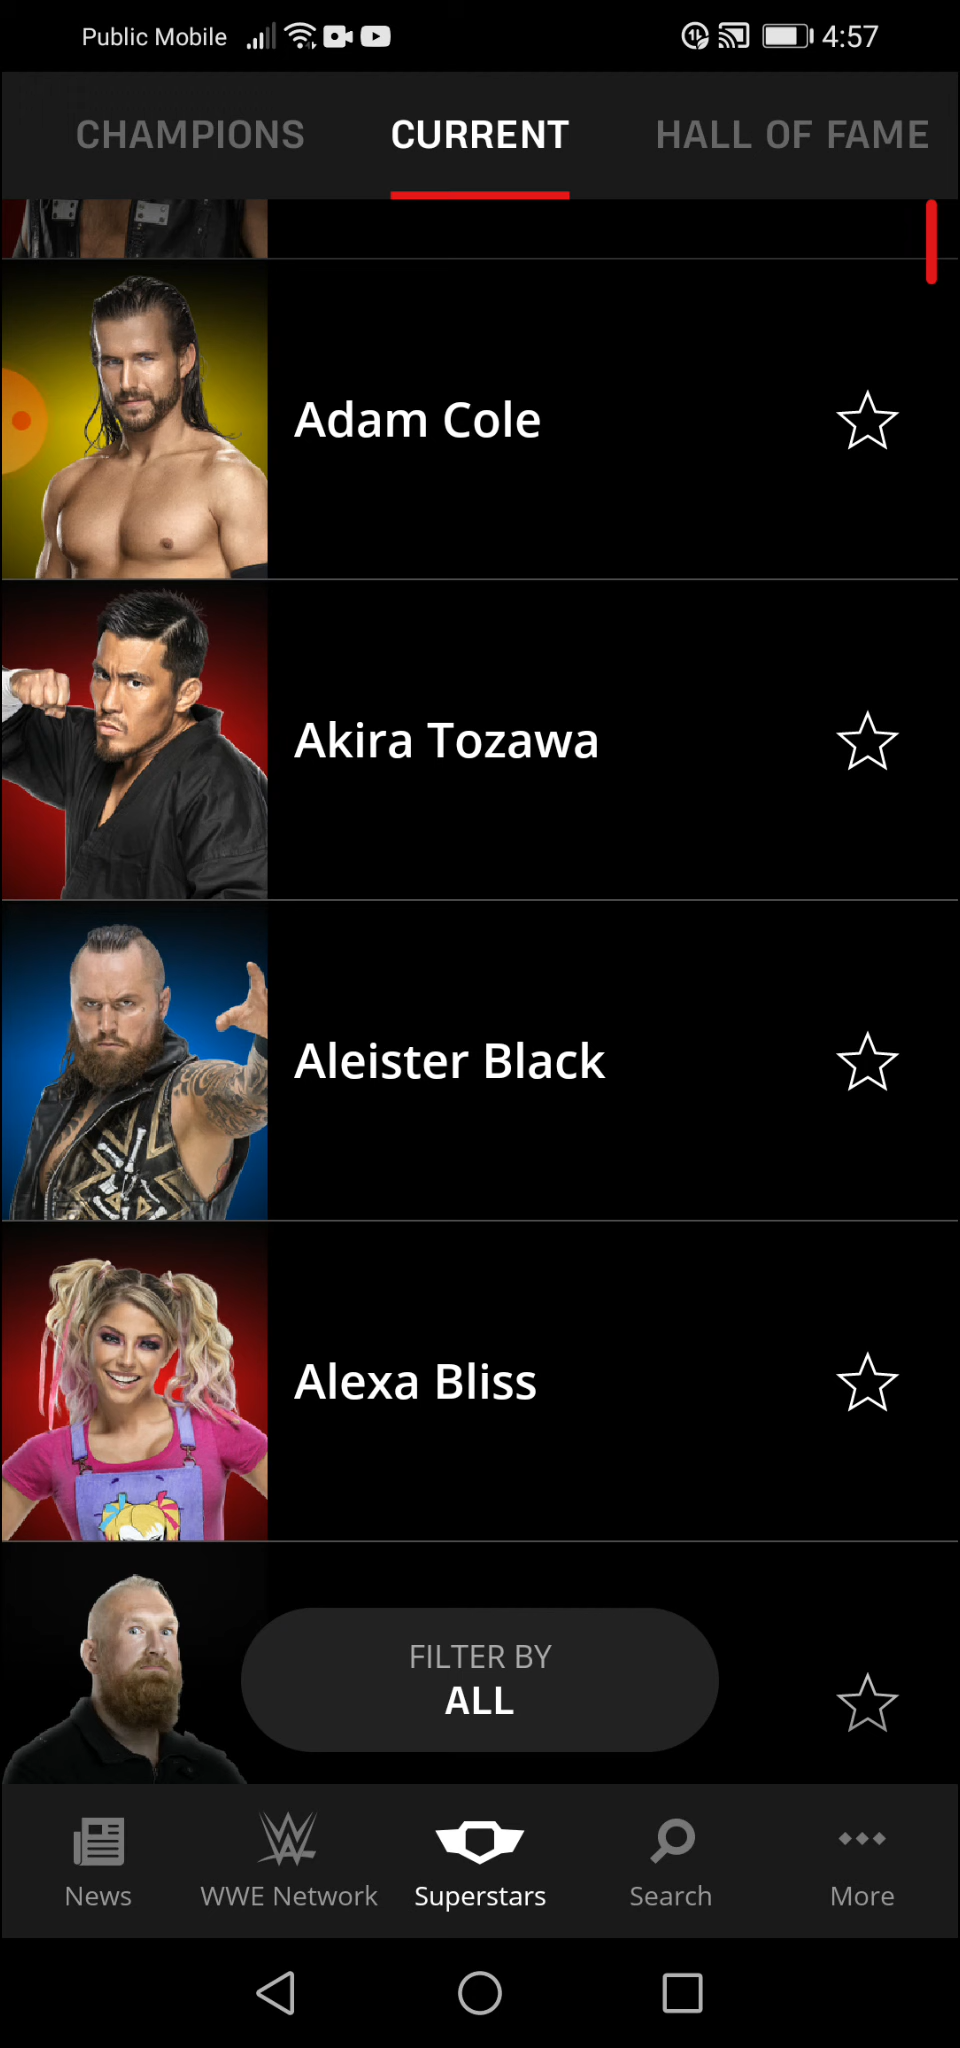 Public Mobile
4:57
CHAMPIONS
CURRENT
HALL OF FAME
Adam Cole
Akira Tozawa
Aleister Black
Alexa Bliss
FILTER BY
ALL
News
WWE Network
Superstars
Search
More